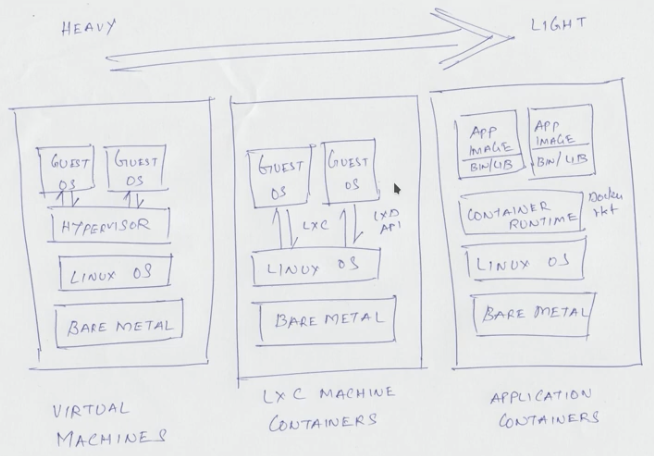 HEAVY
LIGHT
GUEST
OS
GUEST
OS
HYPERVISOR
LINUX OS
BARE METAL
VIRTUAL
MACHINES
GUEST
OS
GUEST
OS
LXC
LXD
API
LINUX OS
BARE METAL
LXC MACHINE
CONTAINERS
APP
IMAGE
BIN/LIB
APP
IMAGE
BIN/LIB
CONTAINER
RUNTIME
Docker
rkt
LINUX OS
BARE METAL
APPLICATION
CONTAINERS